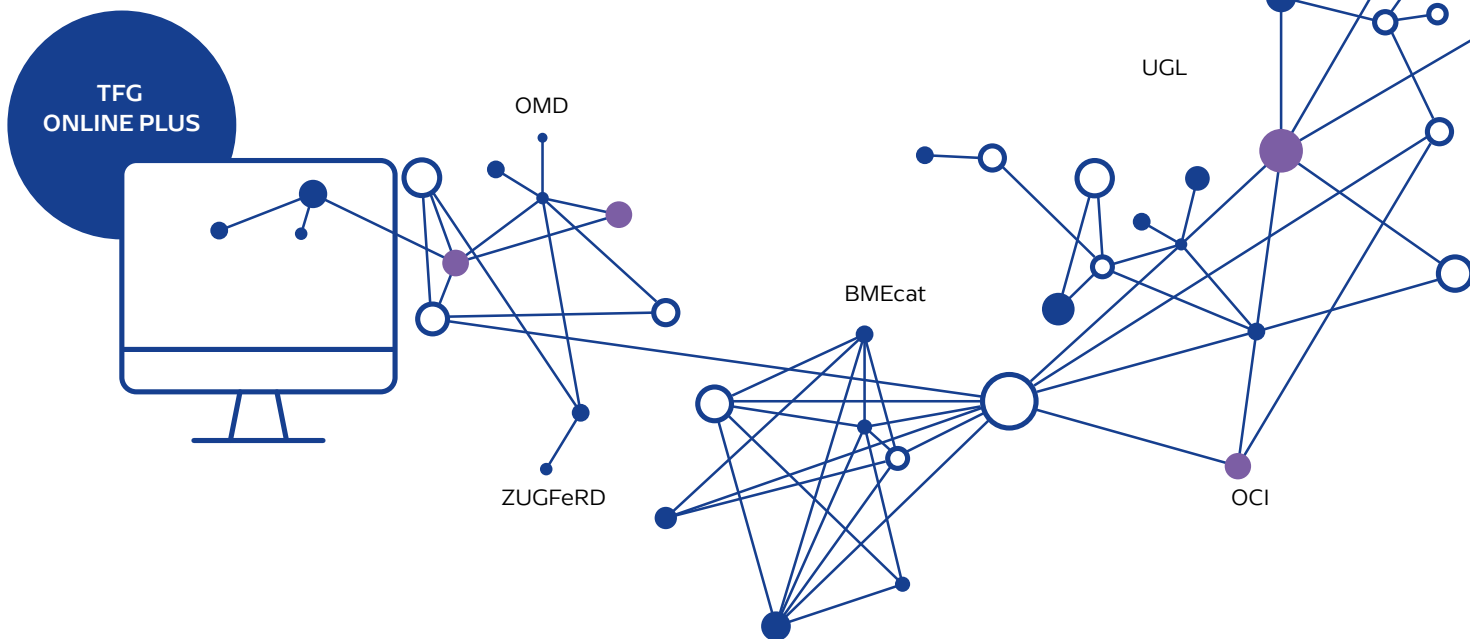 TFG
ONLINE PLUS
OMD
UGL
BMEcat
ZUGFeRD
OCI